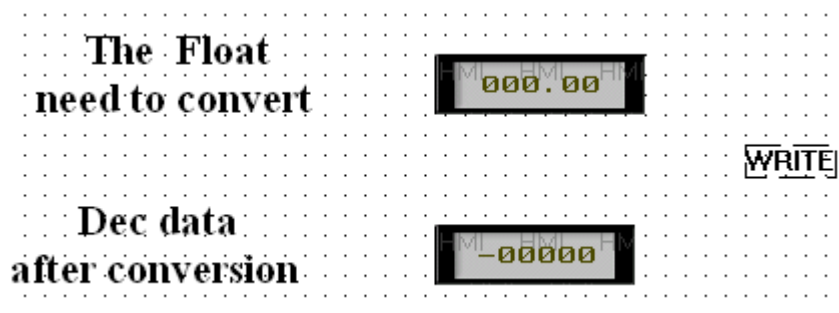 The Float
need to convert
HMI HMI HMI
000.00
WRITE
Dec data
after conversion
HMI HMI HMI
-00000